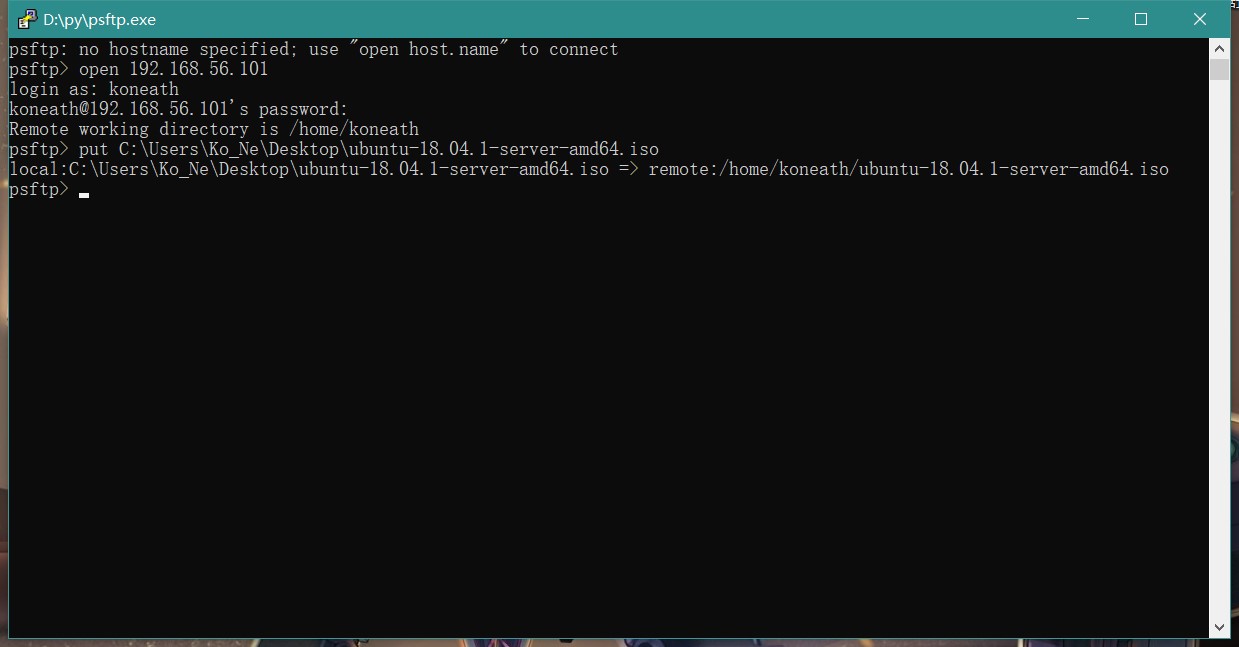 D:\py\psftp.exe
psftp: no hostname specified; use "open host.name" to connect
psftp> open 192.168.56.101
login as: koneath
koneath@192.168.56.101's password:
Remote working directory is /home/koneath
psftp> put C:\Users\Ko_Ne\Desktop\ubuntu-18.04.1-server-amd64.iso
local:C:\Users\Ko_Ne\Desktop\ubuntu-18.04.1-server-amd64.iso => remote:/home/koneath/ubuntu-18.04.1-server-amd64.iso
psftp>